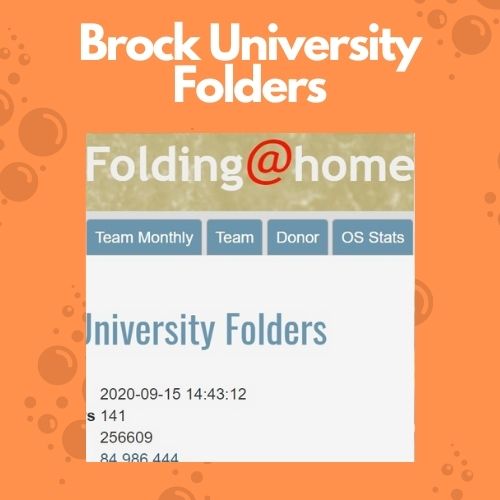 Brock University
Folders
Folding@home
Team Monthly Team Donor OS Stats
University Folders
2020-09-15 14:43:12
s 141
256609
84,986,444